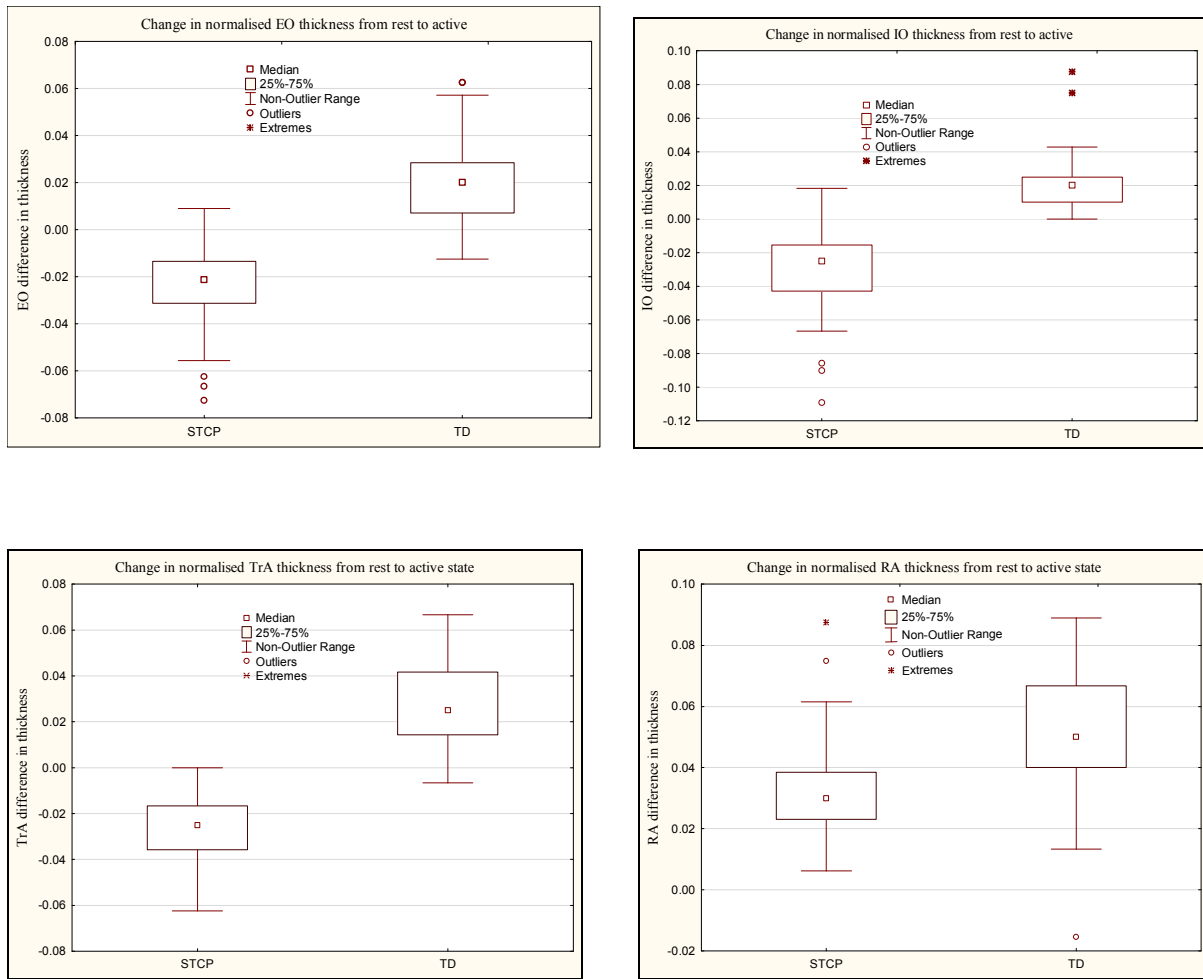 Change in normalised EO thickness from rest to active
0.08
0.06
0.04
0.02
0.00
-0.02
-0.04
-0.06
-0.08
EO difference in thickness
Median
25%-75%
Non-Outlier Range
Outliers
Extremes
STCP
TD
Change in normalised IO thickness from rest to active
0.10
0.08
0.06
0.04
0.02
0.00
-0.02
-0.04
-0.06
-0.08
-0.10
-0.12
IO difference in thickness
Median
25%-75%
Non-Outlier Range
Outliers
Extremes
STCP
TD
Change in normalised TrA thickness from rest to active state
0.08
0.06
0.04
0.02
0.00
-0.02
-0.04
-0.06
-0.08
TrA difference in thickness
Median
25%-75%
Non-Outlier Range
Outliers
Extremes
STCP
TD
Change in normalised RA thickness from rest to active state
0.10
0.08
0.06
0.04
0.02
0.00
-0.02
RA difference in thickness
Median
25%-75%
Non-Outlier Range
Outliers
Extremes
STCP
TD